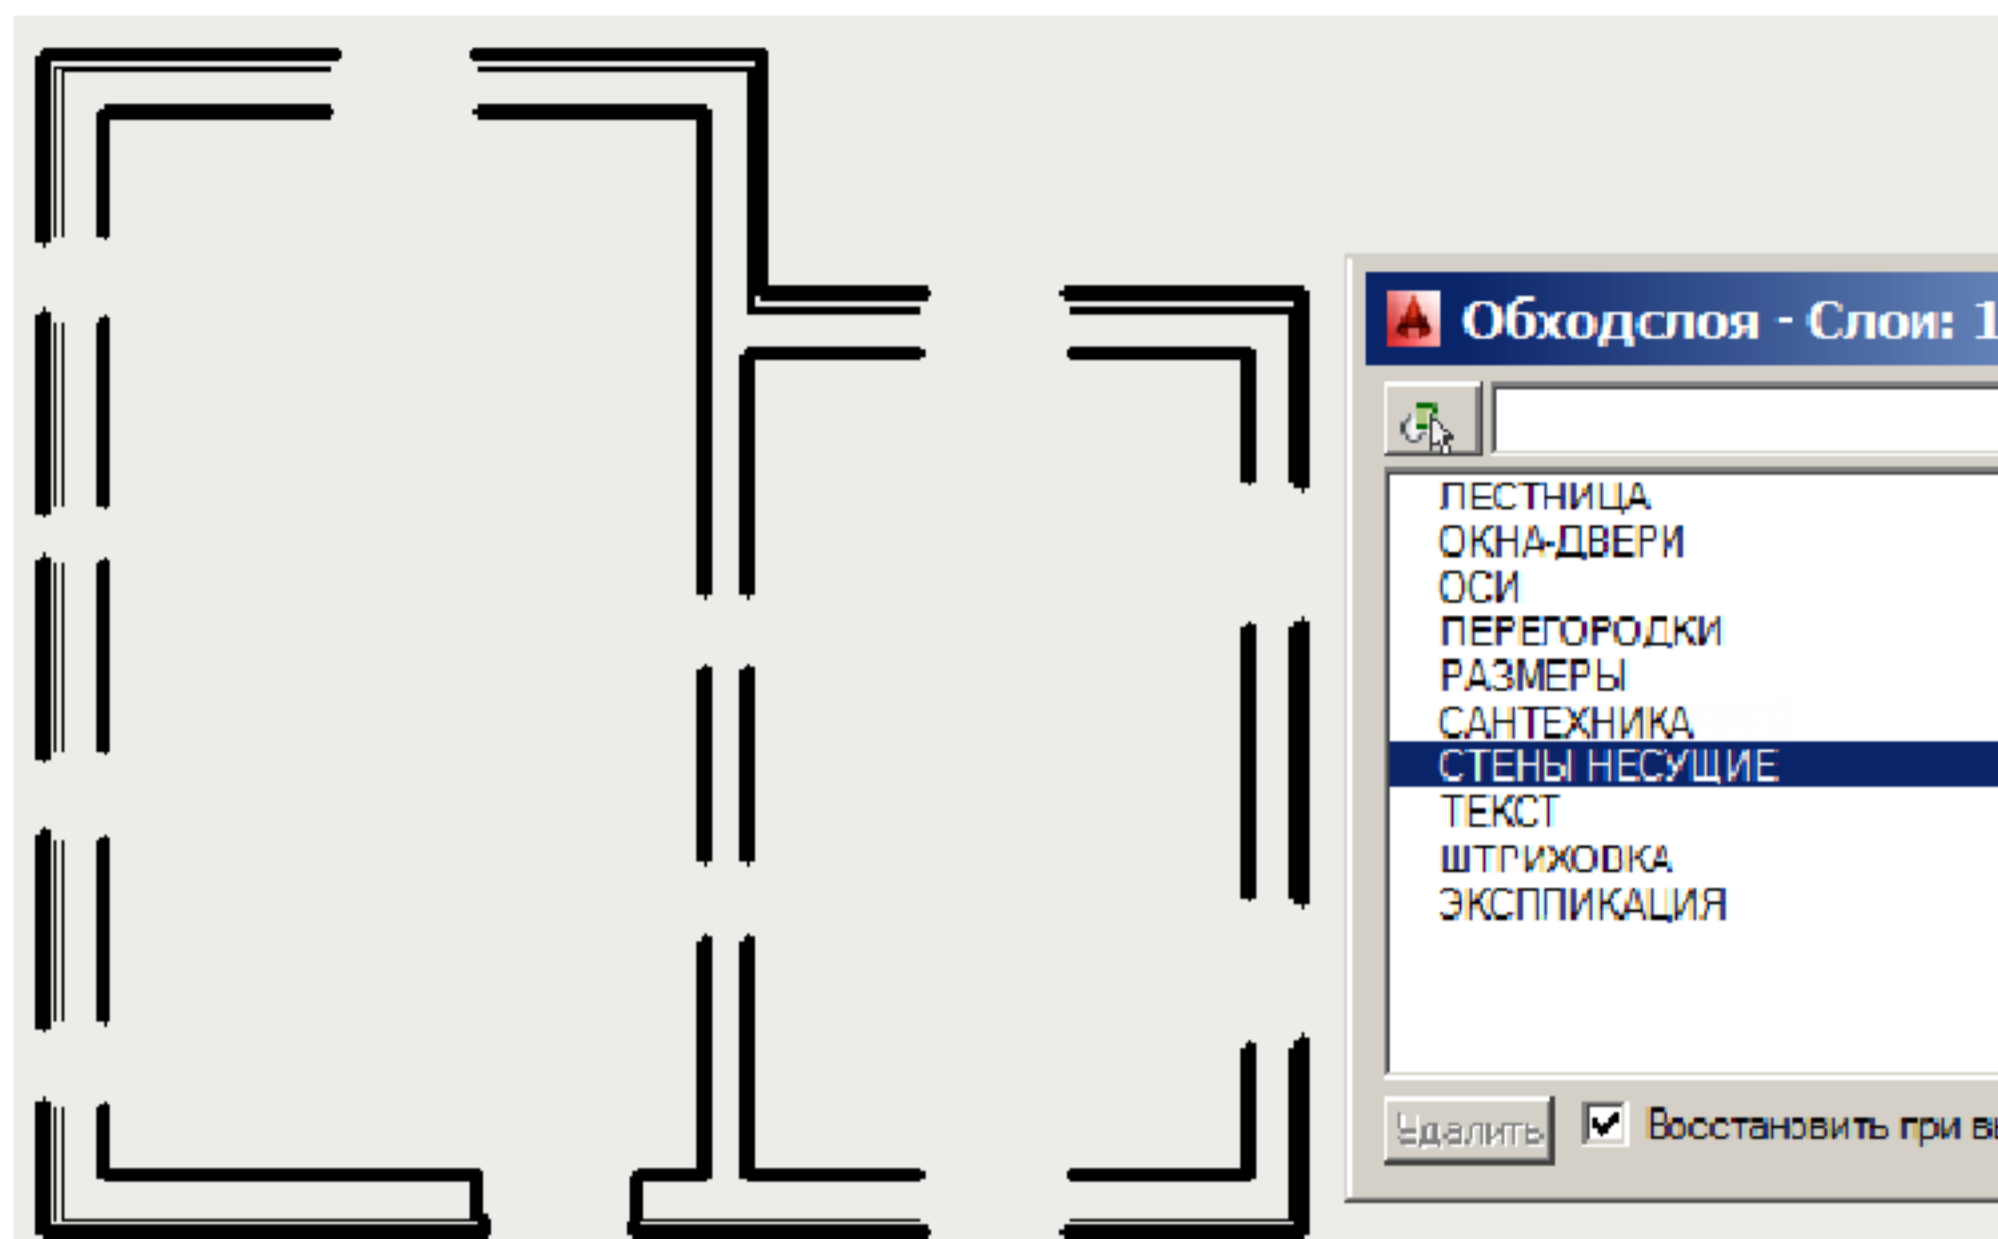 Обходслоя - Слои: 1
ЛЕСТНИЦА
ОКНА-ДВЕРИ
ОСИ
ПЕРЕГОРОДКИ
РАЗМЕРЫ
САНТЕХНИКА
СТЕНЫ НЕСУЩИЕ
ТЕКСТ
ШТРИХОВКА
ЭКСПЛИКАЦИЯ
Удалить
Восстановить при вы